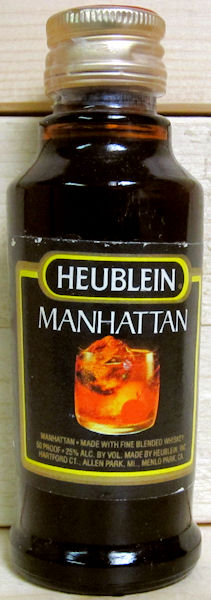 HEUBLEIN®
MANHATTAN
MANHATTAN • MADE WITH FINE BLENDED WHISKEY
50 PROOF • 25% ALC. BY VOL. MADE BY HEUBLEIN, INC.
HARTFORD CT., ALLEN PARK, MI., MENLO PARK, CA.